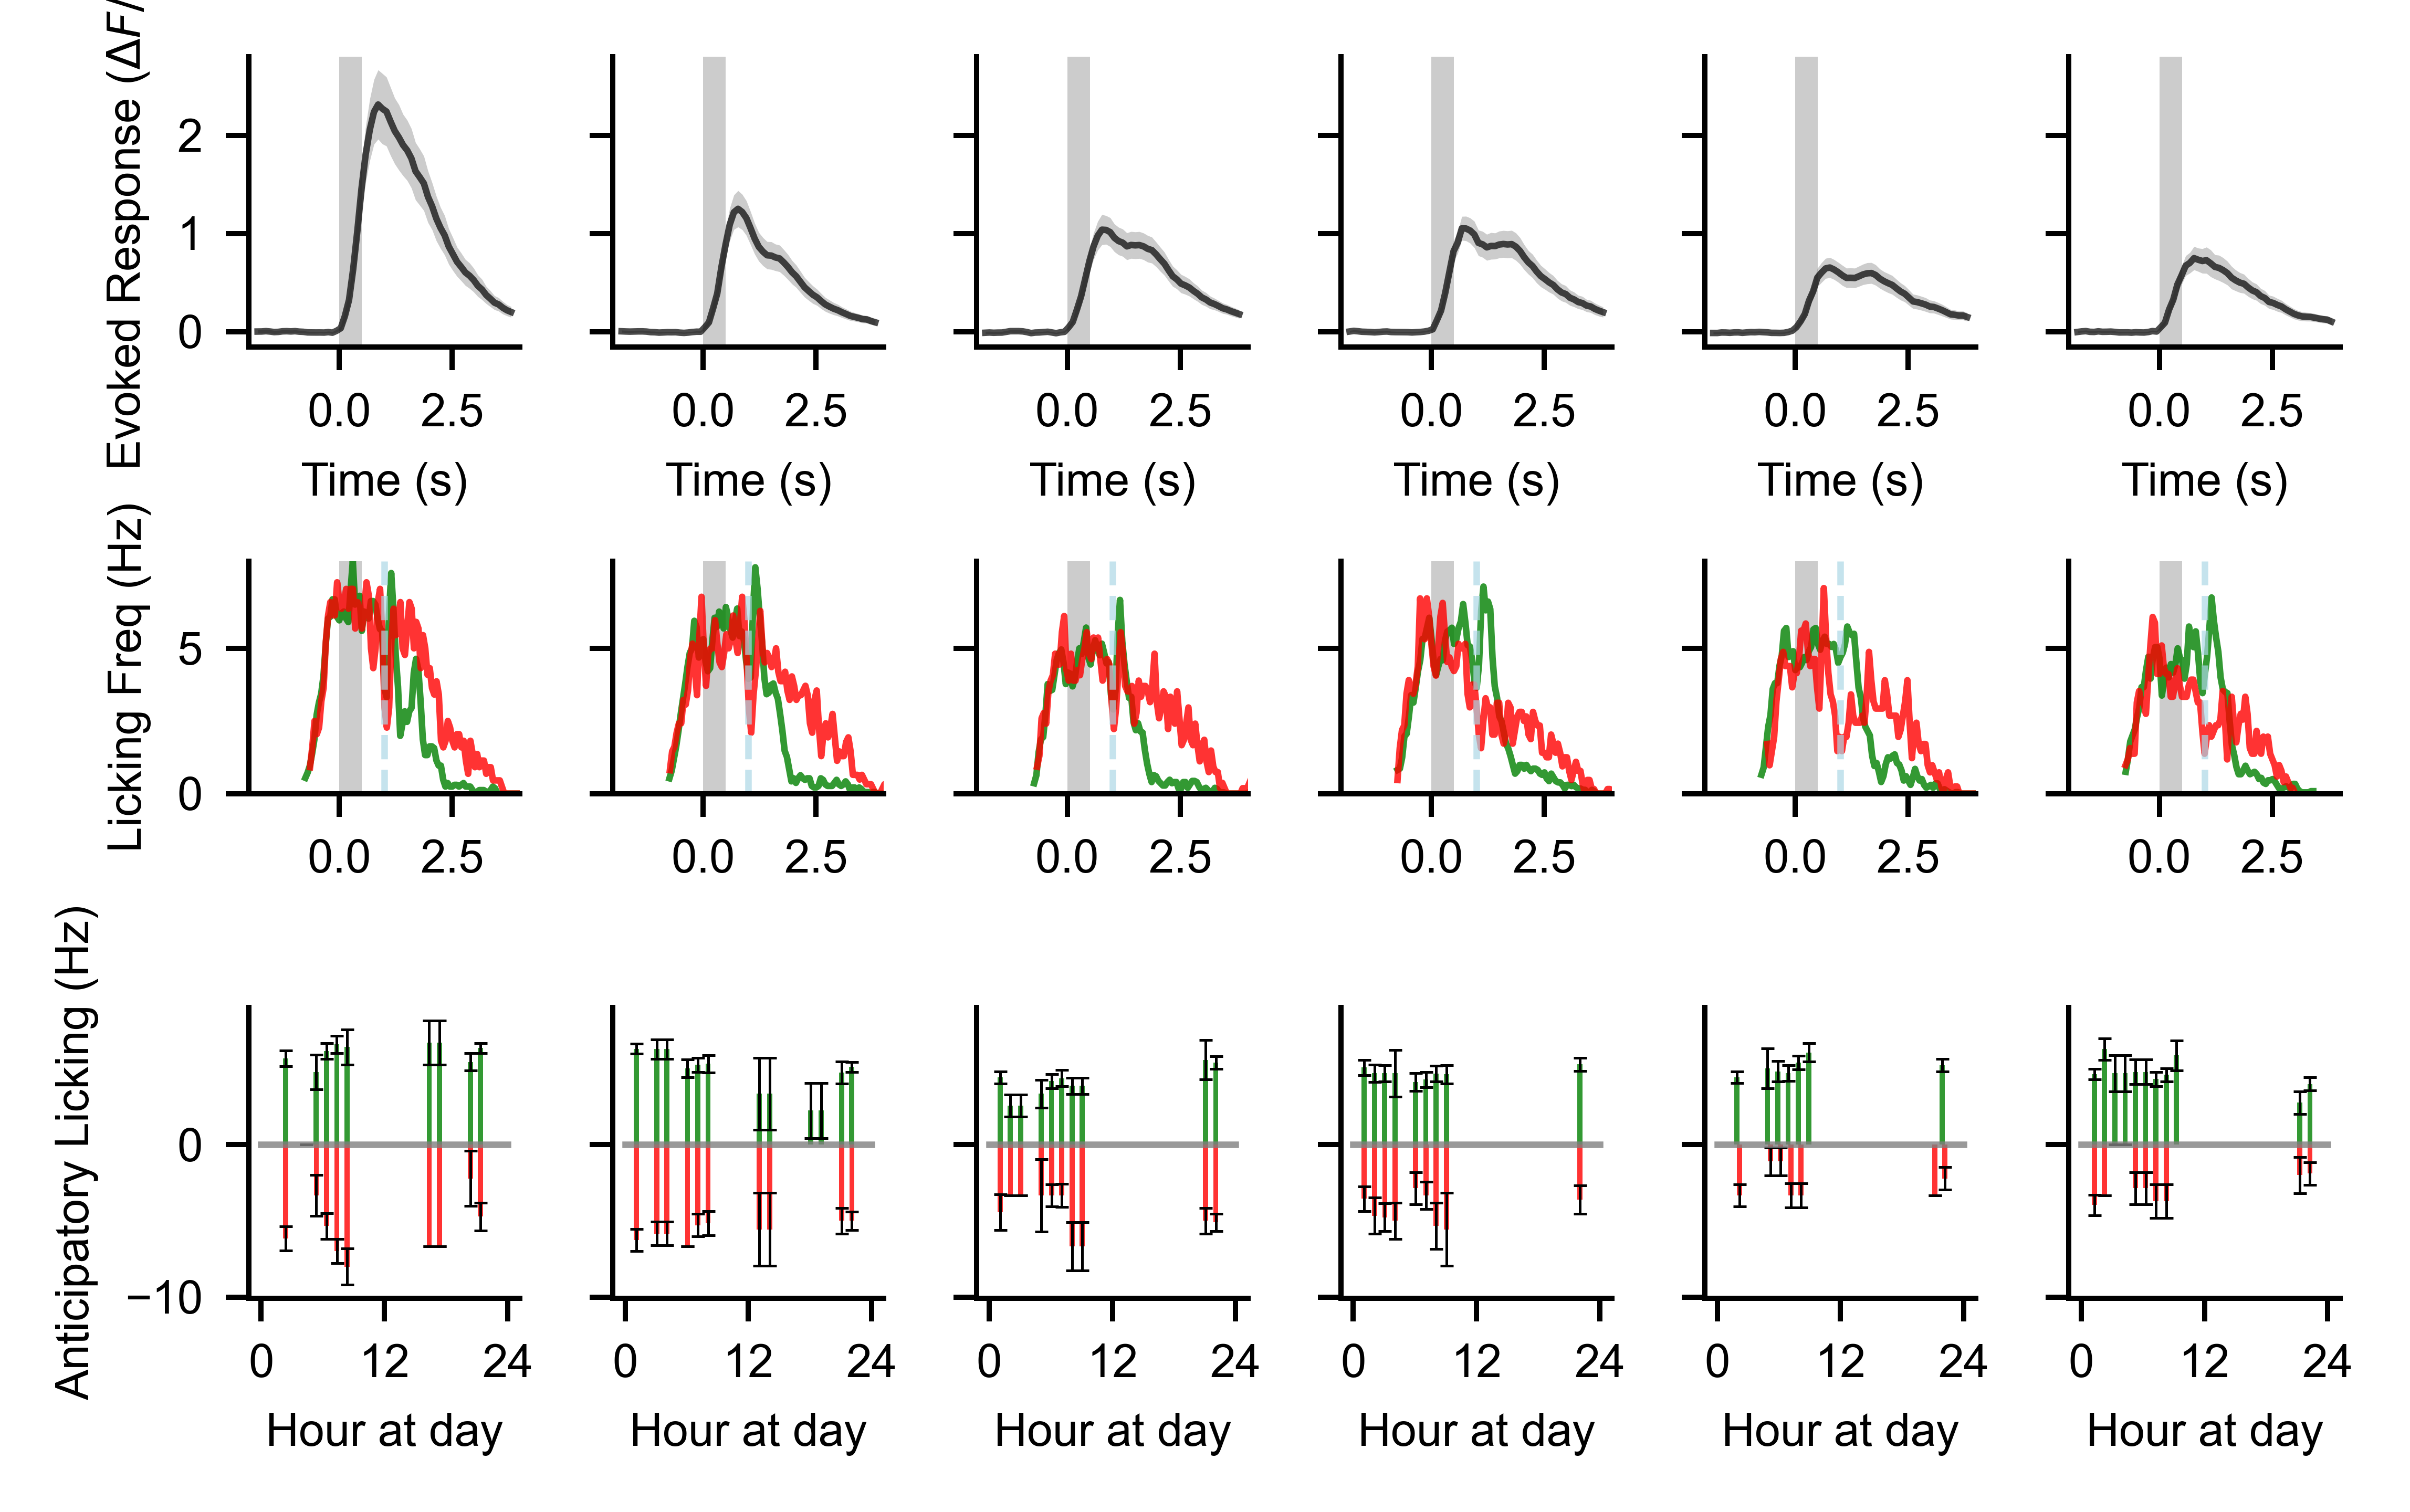 Evoked Response (ΔF/
2
1
0
0.0 2.5 0.0 2.5 0.0 2.5 0.0 2.5 0.0 2.5 0.0 2.5
Time (s) Time (s) Time (s) Time (s) Time (s) Time (s)
Licking Freq (Hz)
5
0
0.0 2.5 0.0 2.5 0.0 2.5 0.0 2.5 0.0 2.5 0.0 2.5
Anticipatory Licking (Hz)
0
−10
0 12 24 0 12 24 0 12 24 0 12 24 0 12 24 0 12 24
Hour at day Hour at day Hour at day Hour at day Hour at day Hour at day